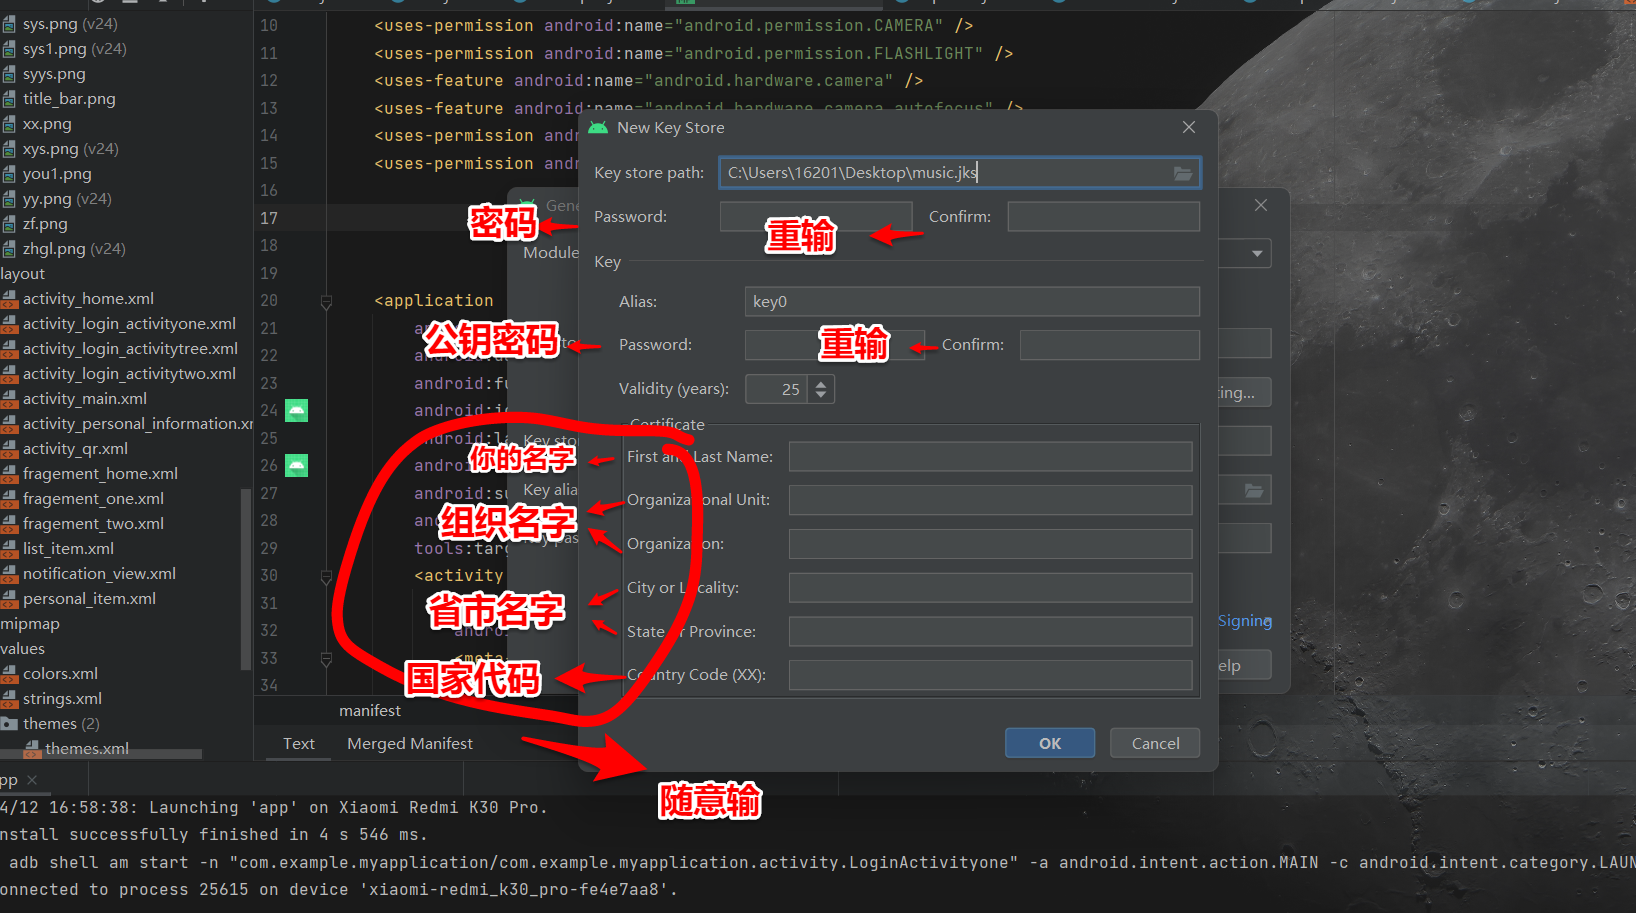 sys.png (v24)
sys1.png (v24)
syys.png
title_bar.png
xx.png
xys.png (v24)
you1.png
yy.png (v24)
zf.png
zhgl.png (v24)
layout
activity_home.xml
activity_login_activityone.xml
activity_login_activitytree.xml
activity_login_activitytwo.xml
activity_main.xml
activity_personal_information.xr
activity_qr.xml
fragement_home.xml
fragement_one.xml
fragement_two.xml
list_item.xml
notification_view.xml
personal_item.xml
mipmap
values
colors.xml
strings.xml
themes (2)
themes.xml
10 <uses-permission android:name="android.permission.CAMERA" />
11 <uses-permission android:name="android.permission.FLASHLIGHT" />
12 <uses-feature android:name="android.hardware.camera" />
13 <uses-feature android:name="android.hardware.camera.autofocus" />
14 <uses-permission andr
15 <uses-permission and
16
17
18
19
20 <application
21 a
22 android
23 android:fu
24 android:ic
25 android:la
26 andro
27 android:su
28 an
29 tools:targ
30 <activity
31
32 andro
33 <meta-
34
manifest
Text Merged Manifest
New Key Store
Key store path: C:\Users\16201\Desktop\music.jks
Password: Confirm:
密码 重输
Key
Alias: key0
Password: Confirm:
公钥密码 重输
Validity (years): 25
Certificate
First and Last Name:
你的名字
Organizational Unit:
组织名字
Organization:
City or Locality:
省市名字
State or Province:
Country Code (XX):
国家代码
OK Cancel
随意输
Gene
Module
Key sto
Key alia
Key pas
ing...
Signing
elp
pp
4/12 16:58:38: Launching 'app' on Xiaomi Redmi K30 Pro.
nstall successfully finished in 4 s 546 ms.
adb shell am start -n "com.example.myapplication/com.example.myapplication.activity.LoginActivityone" -a android.intent.action.MAIN -c android.intent.category.LAUN
onnected to process 25615 on device 'xiaomi-redmi_k30_pro-fe4e7aa8'.